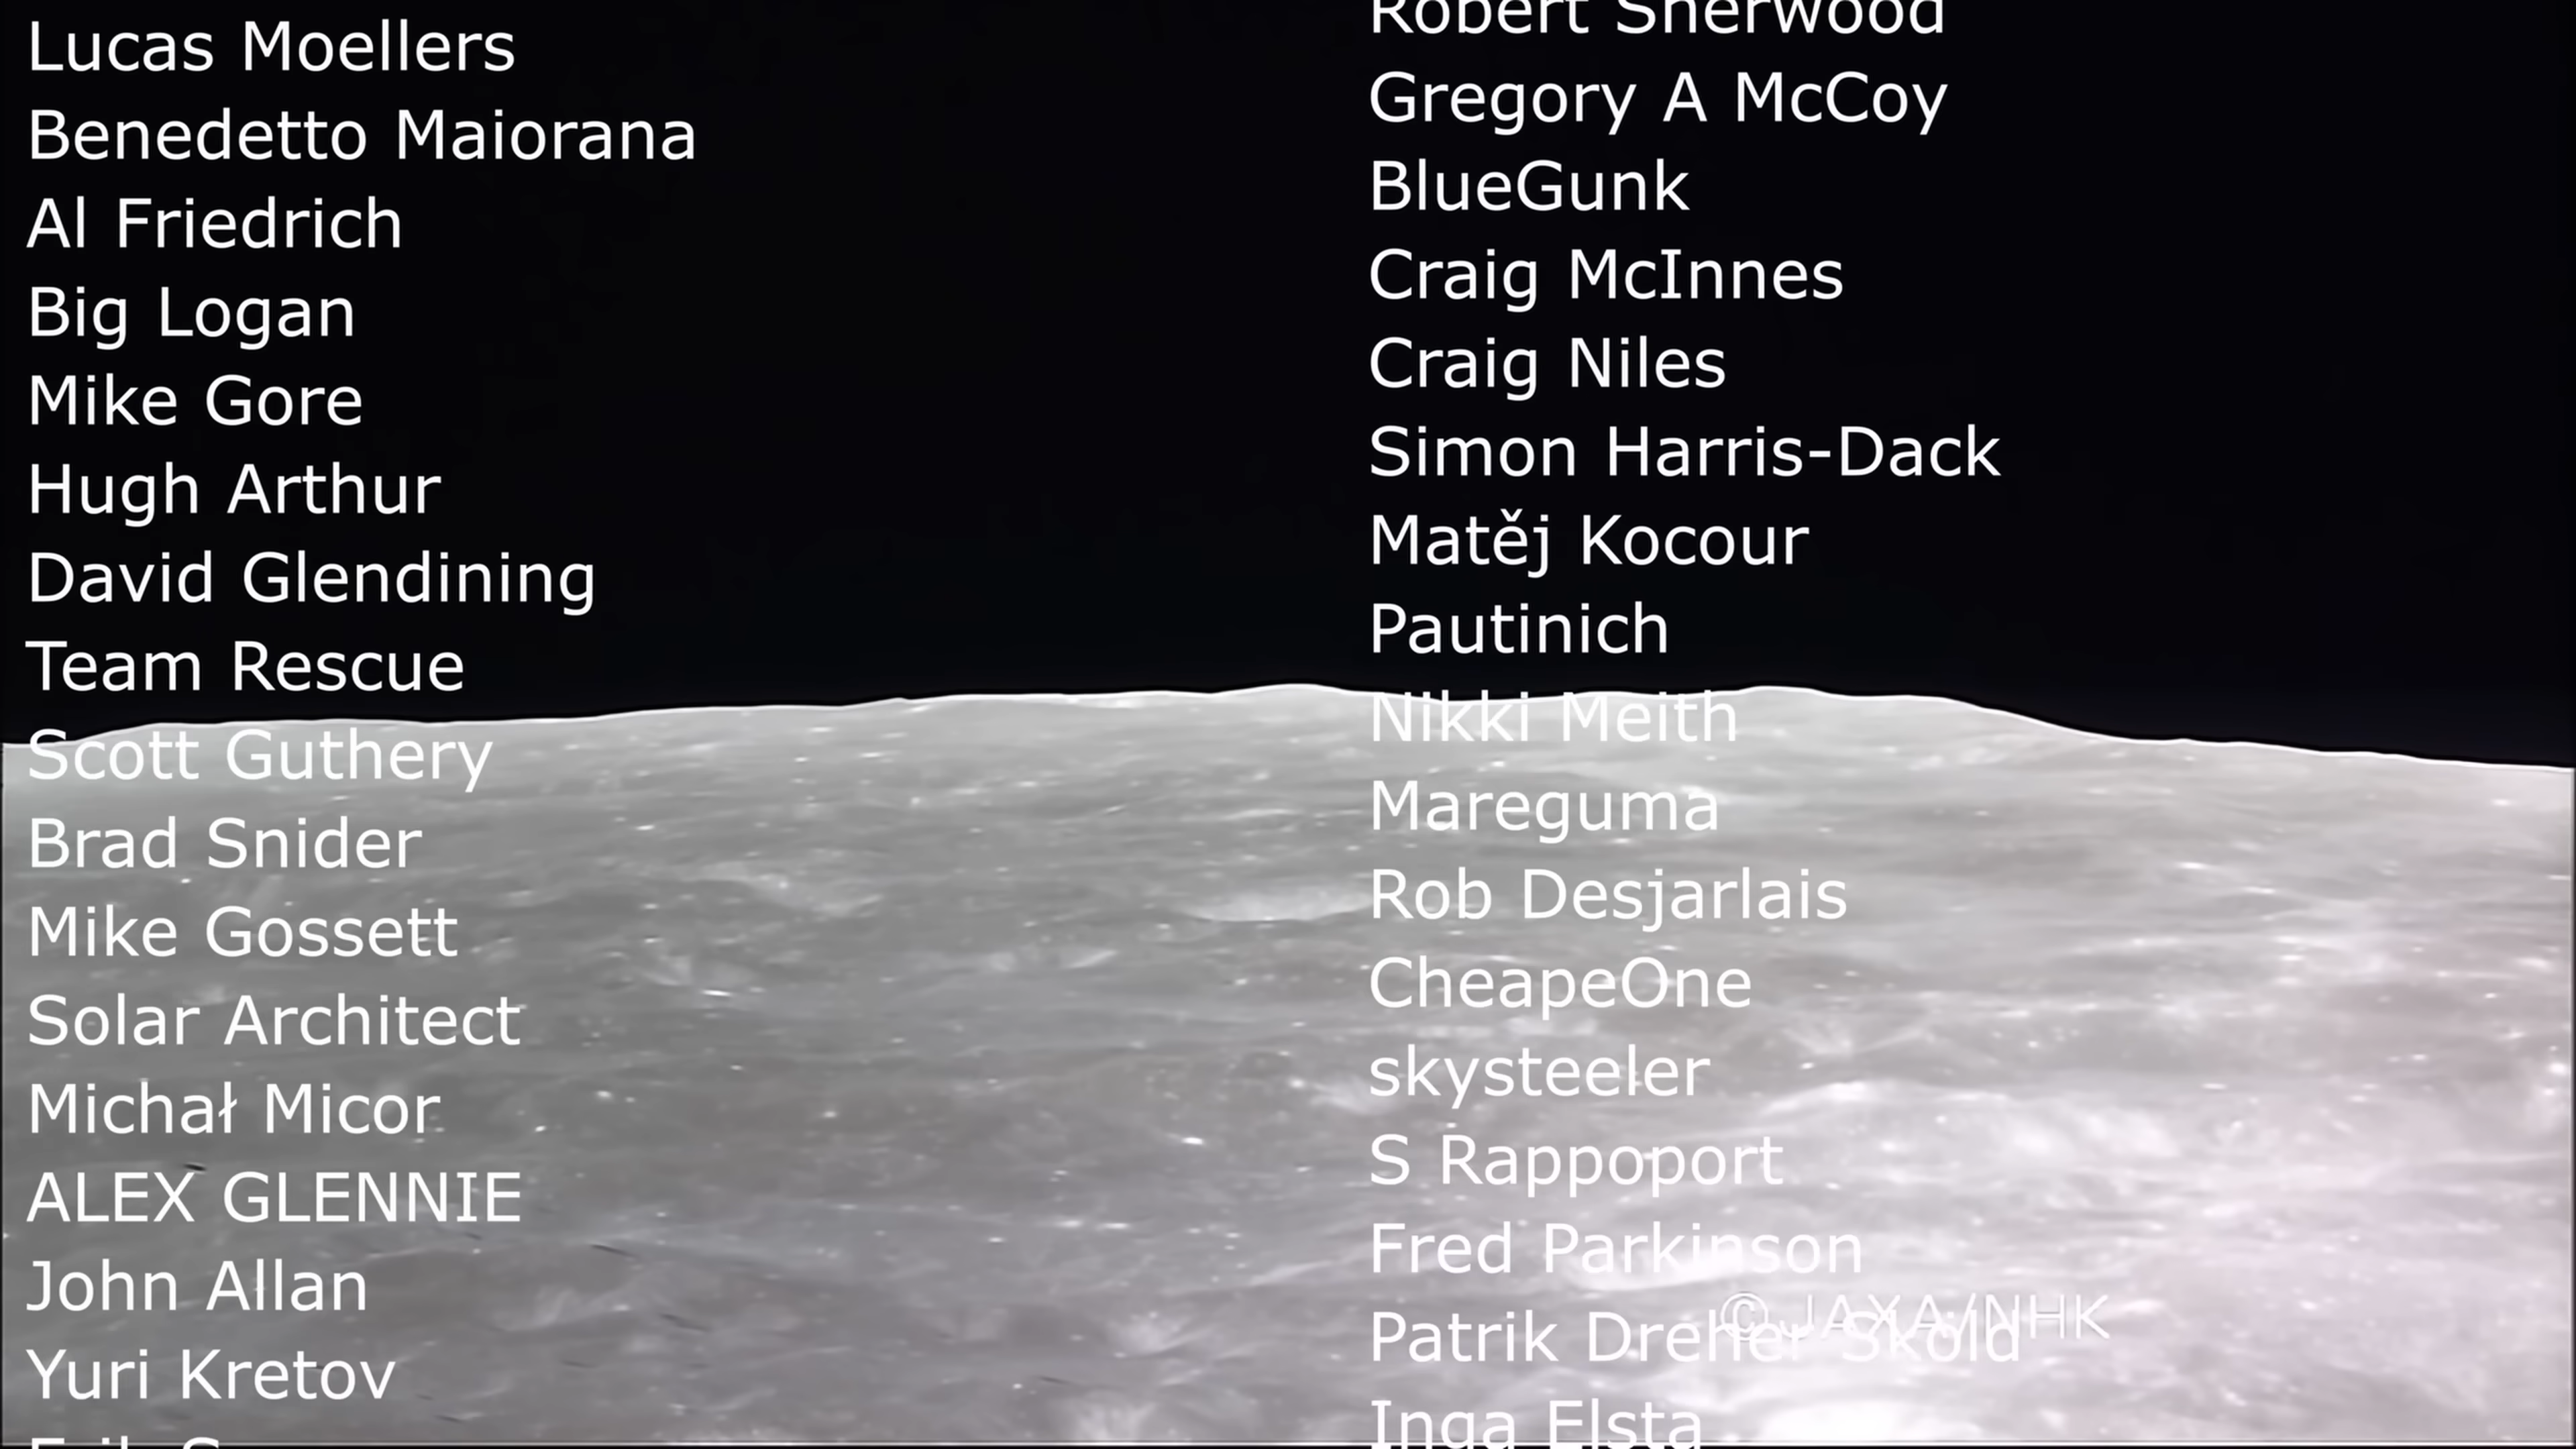 Lucas Moellers
Benedetto Maiorana
Al Friedrich
Big Logan
Mike Gore
Hugh Arthur
David Glendining
Team Rescue
Scott Guthery
Brad Snider
Mike Gossett
Solar Architect
Michał Micor
ALEX GLENNIE
John Allan
Yuri Kretov
Robert Sherwood
Gregory A McCoy
BlueGunk
Craig McInnes
Craig Niles
Simon Harris-Dack
Matěj Kocour
Pautinich
Nikki Meith
Mareguma
Rob Desjarlais
CheapeOne
skysteeler
S Rappoport
Fred Parkinson
Patrik Dreher Sköld
Inga Elsta
©JAXA/NHK